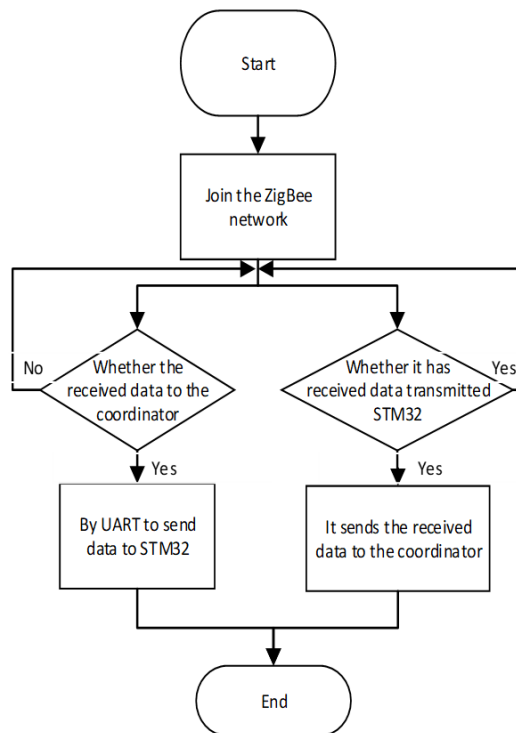 Start
Join the ZigBee
network
No
Whether the
received data to the
coordinator
Whether it has
received data transmitted
STM32
Yes
Yes
Yes
By UART to send
data to STM32
It sends the received
data to the coordinator
End